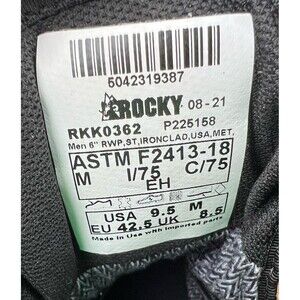 5042319387
ROCKY 08-21
RKK0362 P225158
Men 6" RWP,ST,IRONCLAD,USA,MET,
ASTM F2413-18
M I/75 C/75
EH
USA 9.5 M
EU 42.5 UK 8.5
Made in USA with imported parts